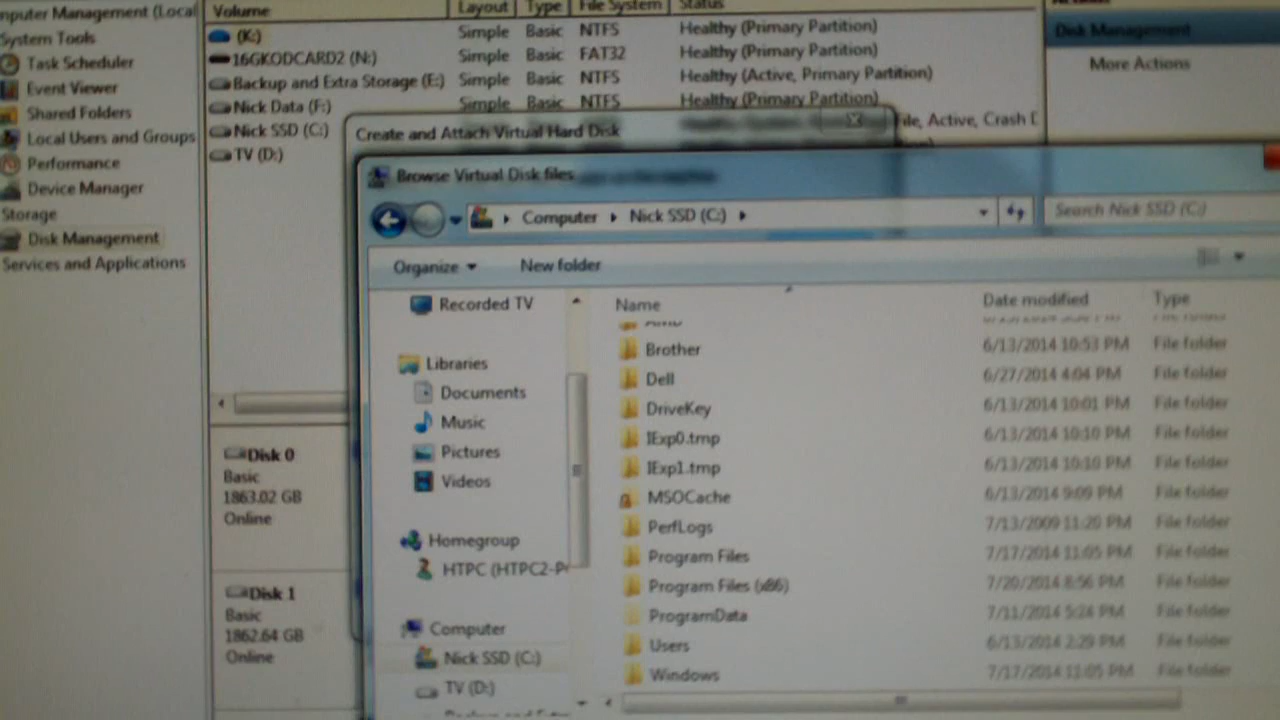 mputer Management (Local
System Tools
Task Scheduler
Event Viewer
Shared Folders
Local Users and Groups
Performance
Device Manager
Storage
Disk Management
Services and Applications
Volume Layout Type File System Status
(K:) Simple Basic NTFS Healthy (Primary Partition)
16GKODCARD2 (N:) Simple Basic FAT32 Healthy (Primary Partition)
Backup and Extra Storage (E:) Simple Basic NTFS Healthy (Active, Primary Partition)
Nick Data (F:) Simple Basic NTFS Healthy (Primary Partition)
Nick SSD (C:) File, Active, Crash D
TV (D:)
Disk Management
More Actions
Disk 0
Basic
1863.02 GB
Online
Disk 1
Basic
1862.64 GB
Online
Create and Attach Virtual Hard Disk
Browse Virtual Disk files
Computer Nick SSD (C:)
Search Nick SSD (C:)
Organize New folder
Recorded TV
Libraries
Documents
Music
Pictures
Videos
Homegroup
HTPC (HTPC2-P
Computer
Nick SSD (C:)
TV (D:)
Name Date modified Type
Brother 6/13/2014 10:53 PM File folder
Dell 6/27/2014 4:04 PM File folder
DriveKey 6/13/2014 10:01 PM File folder
IExp0.tmp 6/13/2014 10:10 PM File folder
IExp1.tmp 6/13/2014 10:10 PM File folder
MSOCache 6/13/2014 9:09 PM File folder
PerfLogs 7/13/2009 11:20 PM File folder
Program Files 7/17/2014 11:05 PM File folder
Program Files (x86) 7/20/2014 8:56 PM File folder
ProgramData 7/11/2014 5:24 PM File folder
Users 6/13/2014 2:29 PM File folder
Windows 7/17/2014 11:05 PM File folder